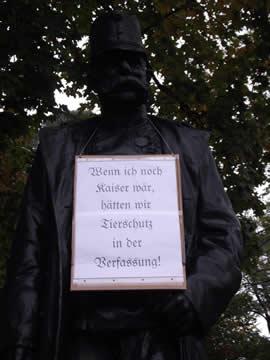 Wenn ich noch
Kaiser wär,
hätten wir
Tierschutz
in der
Verfassung!